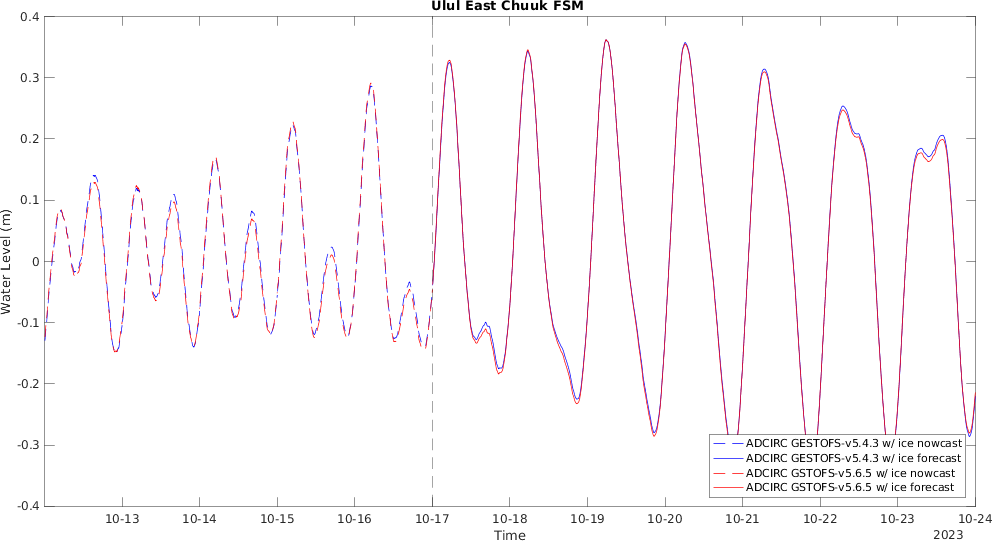 Ulul East Chuuk FSM
0.4
0.3
0.2
0.1
0
-0.1
-0.2
-0.3
-0.4
Water Level (m)
ADCIRC GESTOFS-v5.4.3 w/ ice nowcast
ADCIRC GESTOFS-v5.4.3 w/ ice forecast
ADCIRC GSTOFS-v5.6.5 w/ ice nowcast
ADCIRC GSTOFS-v5.6.5 w/ ice forecast
10-13 10-14 10-15 10-16 10-17 10-18 10-19 10-20 10-21 10-22 10-23 10-24
Time
2023